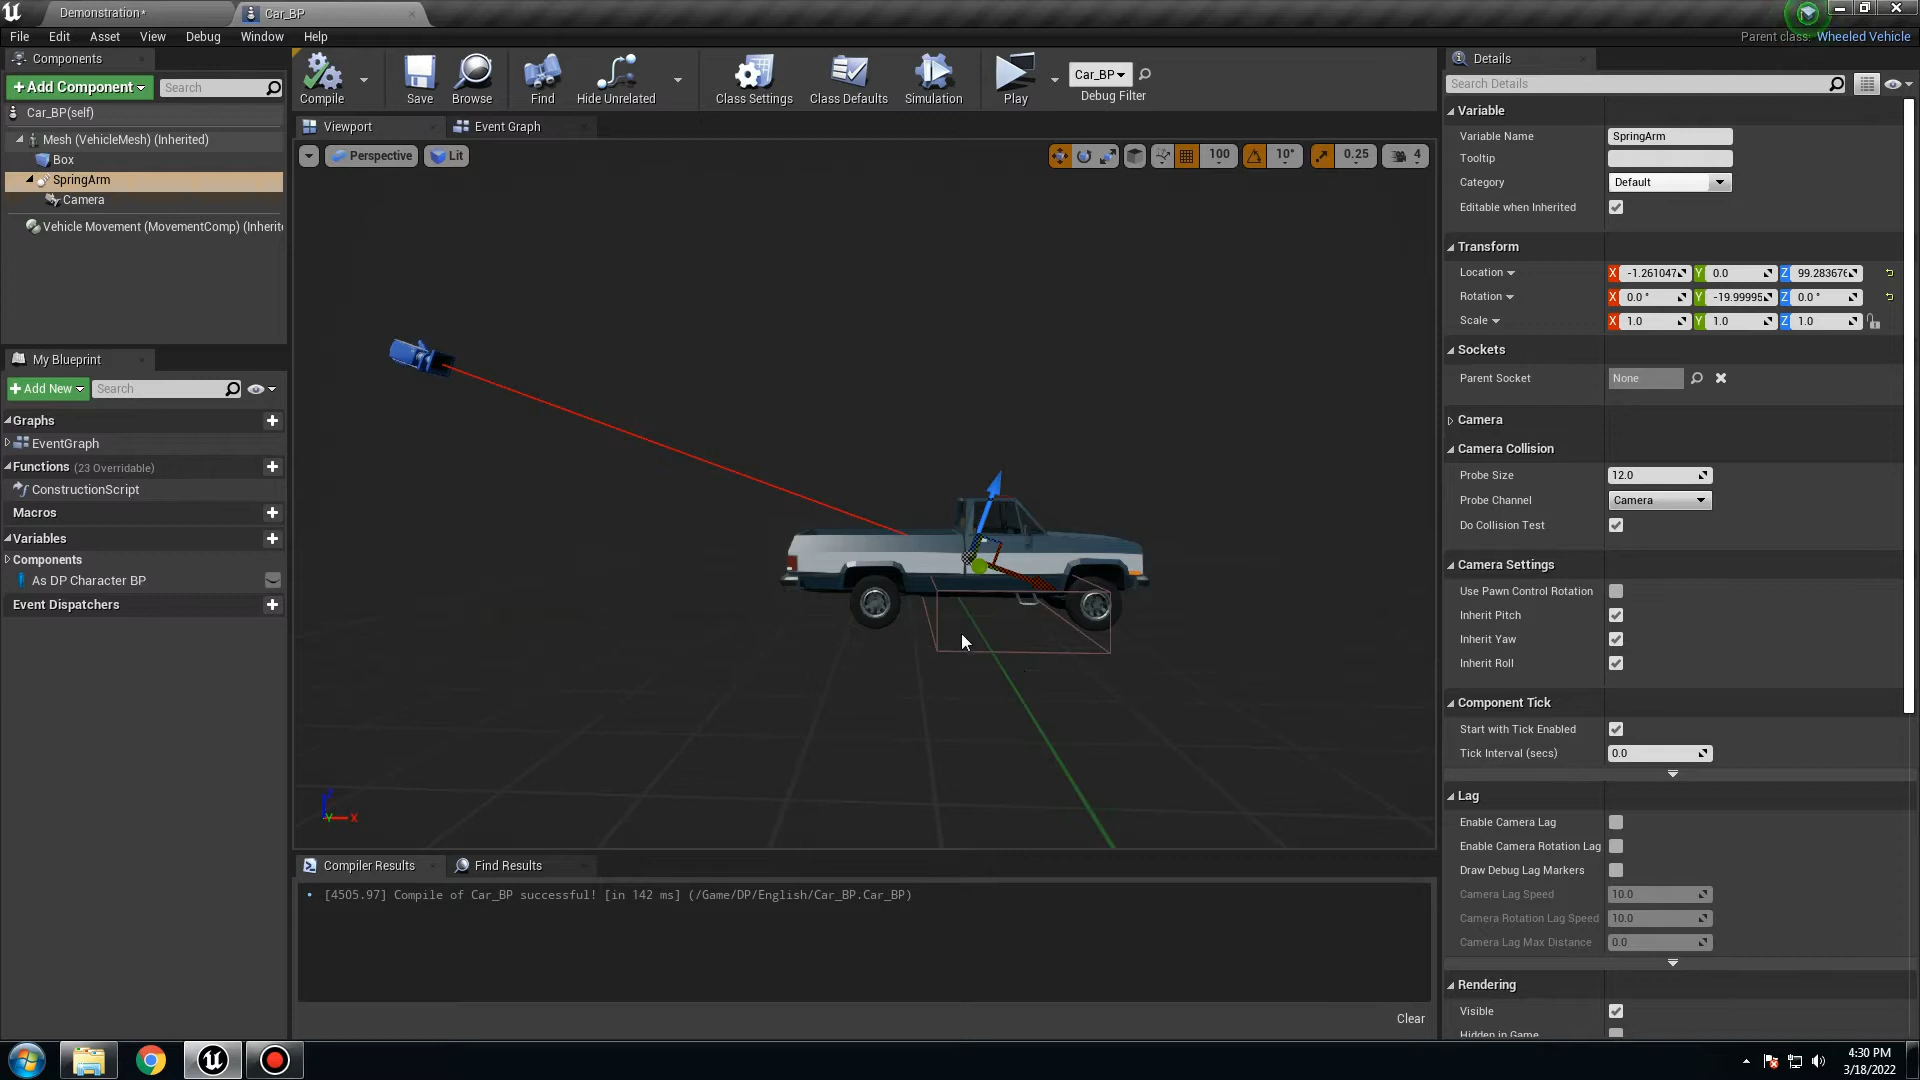 Demonstration*
Car_BP
File Edit Asset View Debug Window Help
Parent class: Wheeled Vehicle
Components
+Add Component
Search
Car_BP(self)
Mesh (VehicleMesh) (Inherited)
Box
SpringArm
Camera
Vehicle Movement (MovementComp) (Inherite
Compile
Save
Browse
Find
Hide Unrelated
Class Settings
Class Defaults
Simulation
Play
Car_BP
Debug Filter
Viewport
Event Graph
Perspective
Lit
100
10°
0.25
4
My Blueprint
+Add New
Search
Graphs
EventGraph
Functions (23 Overridable)
ConstructionScript
Macros
Variables
Components
As DP Character BP
Event Dispatchers
Z
Y
X
Compiler Results
Find Results
[4505.97] Compile of Car_BP successful! [in 142 ms] (/Game/DP/English/Car_BP.Car_BP)
Clear
Details
Search Details
Variable
Variable Name SpringArm
Tooltip
Category Default
Editable when Inherited
Transform
Location X -1.261047 Y 0.0 Z 99.283676
Rotation X 0.0 ° Y -19.99995 Z 0.0 °
Scale X 1.0 Y 1.0 Z 1.0
Sockets
Parent Socket None
Camera
Camera Collision
Probe Size 12.0
Probe Channel Camera
Do Collision Test
Camera Settings
Use Pawn Control Rotation
Inherit Pitch
Inherit Yaw
Inherit Roll
Component Tick
Start with Tick Enabled
Tick Interval (secs) 0.0
Lag
Enable Camera Lag
Enable Camera Rotation Lag
Draw Debug Lag Markers
Camera Lag Speed 10.0
Camera Rotation Lag Speed 10.0
Camera Lag Max Distance 0.0
Rendering
Visible
Hidden in Game
4:30 PM
3/18/2022